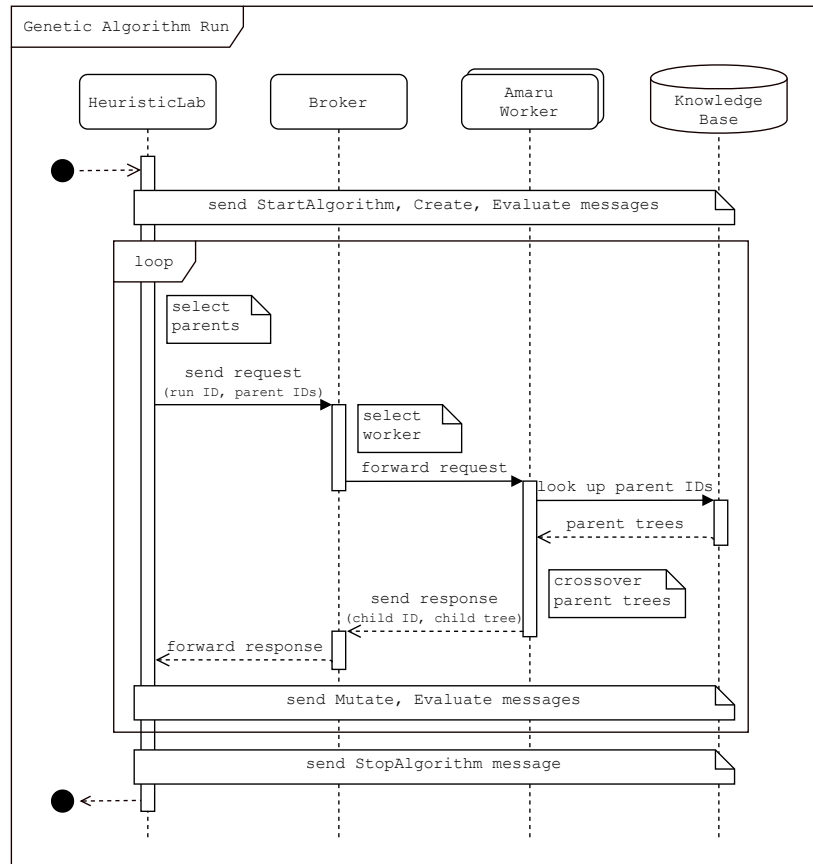 Genetic Algorithm Run
HeuristicLab
Broker
Amaru
Worker
Knowledge
Base
send StartAlgorithm, Create, Evaluate messages
loop
select
parents
send request
(run ID, parent IDs)
select
worker
forward request
look up parent IDs
parent trees
crossover
parent trees
send response
(child ID, child tree)
forward response
send Mutate, Evaluate messages
send StopAlgorithm message